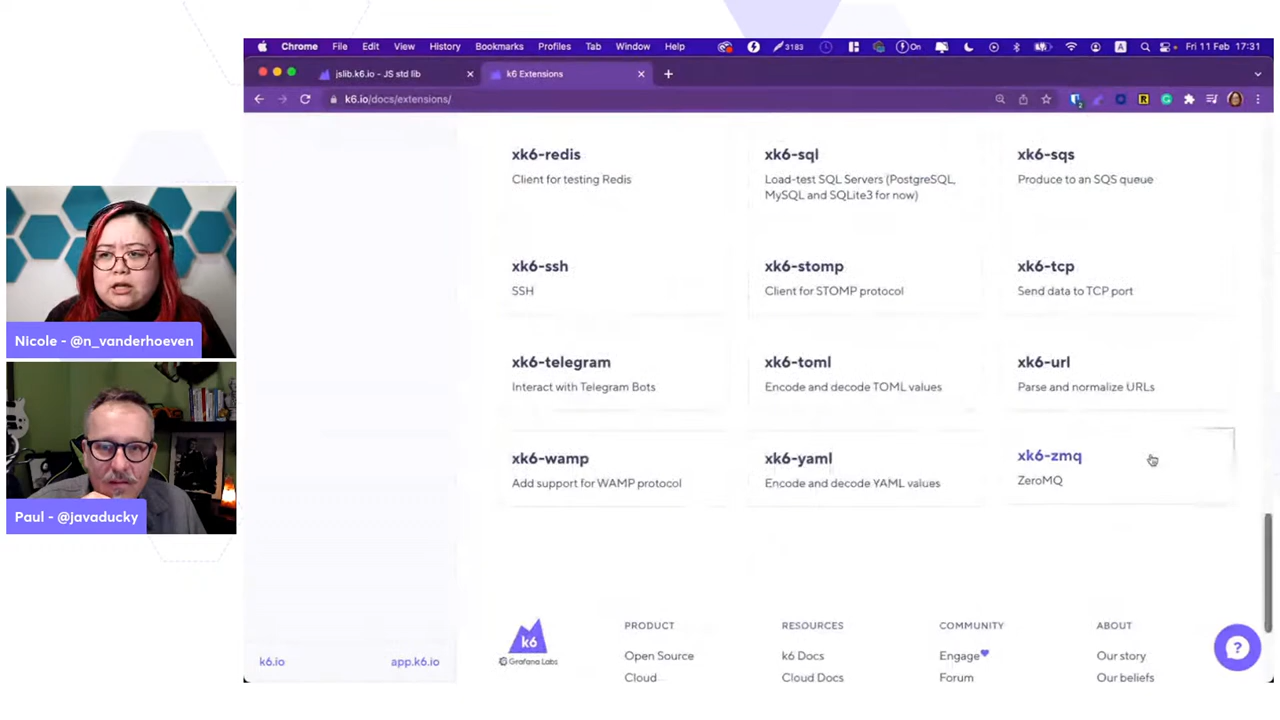 Chrome File Edit View History Bookmarks Profiles Tab Window Help 3183 On A Fri 11 Feb 17:31
jslib.k6.io - JS std lib
k6 Extensions
k6.io/docs/extensions/
xk6-redis
Client for testing Redis
xk6-sql
Load-test SQL Servers (PostgreSQL,
MySQL and SQLite3 for now)
xk6-sqs
Produce to an SQS queue
xk6-ssh
SSH
xk6-stomp
Client for STOMP protocol
xk6-tcp
Send data to TCP port
xk6-telegram
Interact with Telegram Bots
xk6-toml
Encode and decode TOML values
xk6-url
Parse and normalize URLs
xk6-wamp
Add support for WAMP protocol
xk6-yaml
Encode and decode YAML values
xk6-zmq
ZeroMQ
Nicole - @n_vanderhoeven
Paul - @javaducky
k6.io
app.k6.io
k6
Grafana Labs
PRODUCT
Open Source
Cloud
RESOURCES
k6 Docs
Cloud Docs
COMMUNITY
Engage
Forum
ABOUT
Our story
Our beliefs
?